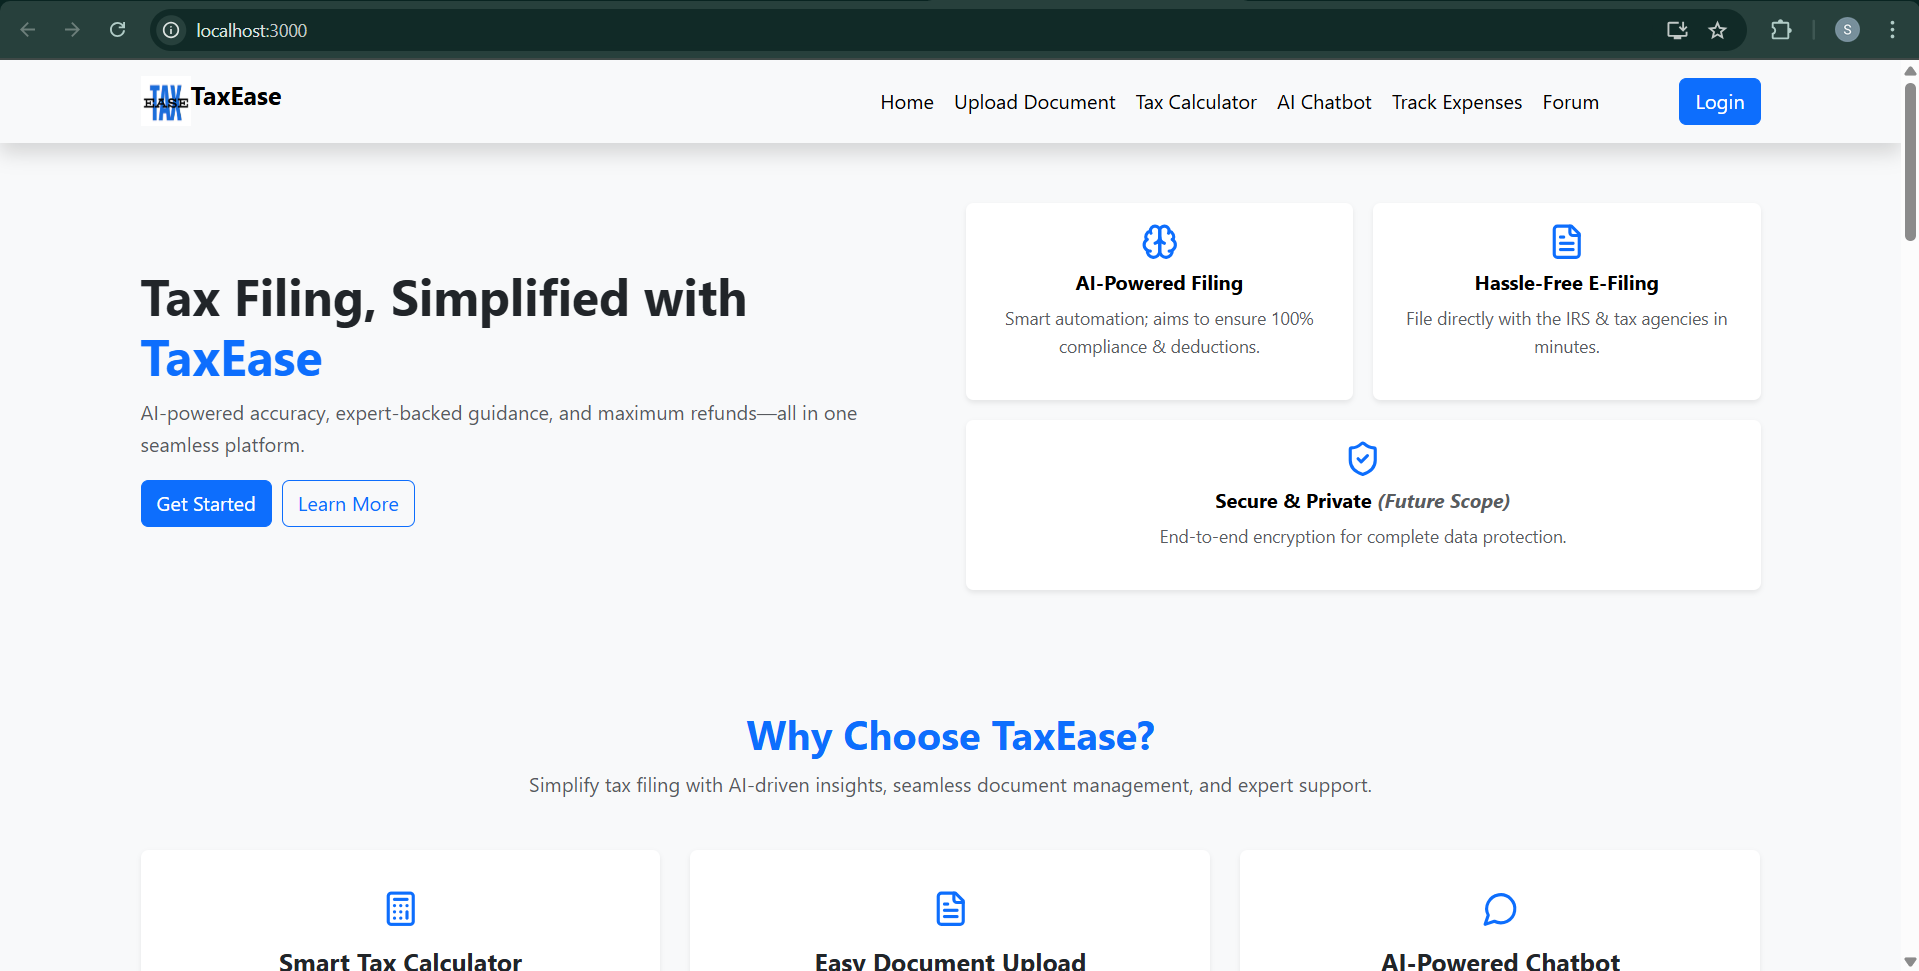 localhost:3000
S
TAX
EASE
TAX
TaxEase
Home Upload Document Tax Calculator AI Chatbot Track Expenses Forum
Login
Tax Filing, Simplified with
TaxEase
AI-powered accuracy, expert-backed guidance, and maximum refunds—all in one
seamless platform.
Get Started
Learn More
AI-Powered Filing
Smart automation; aims to ensure 100%
compliance & deductions.
Hassle-Free E-Filing
File directly with the IRS & tax agencies in
minutes.
Secure & Private (Future Scope)
End-to-end encryption for complete data protection.
Why Choose TaxEase?
Simplify tax filing with AI-driven insights, seamless document management, and expert support.
Smart Tax Calculator
Easy Document Upload
AI-Powered Chatbot